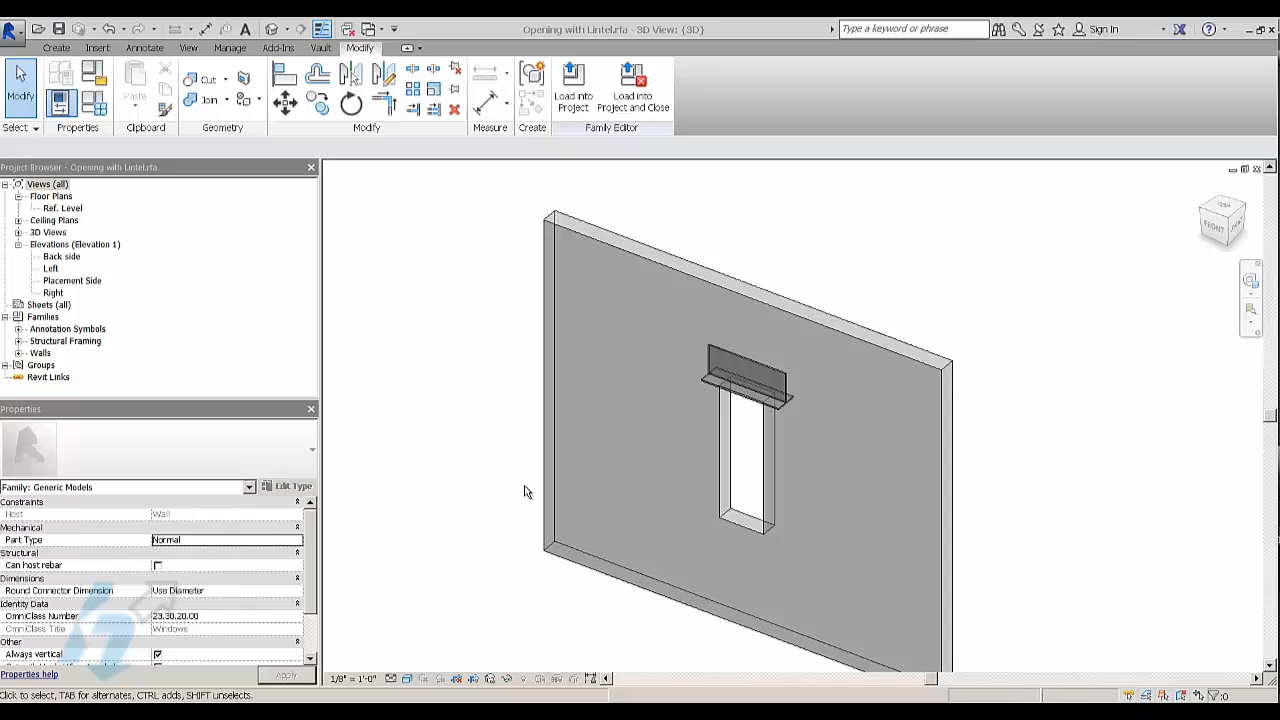 Opening with Lintel.rfa - 3D View: {3D}
Type a keyword or phrase
Sign In
Create Insert Annotate View Manage Add-Ins Vault Modify
Modify
Paste
Cut
Join
Load into Project
Load into Project and Close
Select Properties Clipboard Geometry Modify Measure Create Family Editor
Project Browser - Opening with Lintel.rfa
Views (all)
Floor Plans
Ref. Level
Ceiling Plans
3D Views
Elevations (Elevation 1)
Back side
Left
Placement Side
Right
Sheets (all)
Families
Annotation Symbols
Structural Framing
Walls
Groups
Revit Links
TOP
FRONT
Properties
Family: Generic Models Edit Type
Constraints
Host Wall
Mechanical
Part Type Normal
Structural
Can host rebar
Dimensions
Round Connector Dimension Use Diameter
Identity Data
OmniClass Number 23.30.20.00
OmniClass Title Windows
Other
Always vertical
Properties help Apply
1/8" = 1'-0"
Click to select, TAB for alternates, CTRL adds, SHIFT unselects.
:0